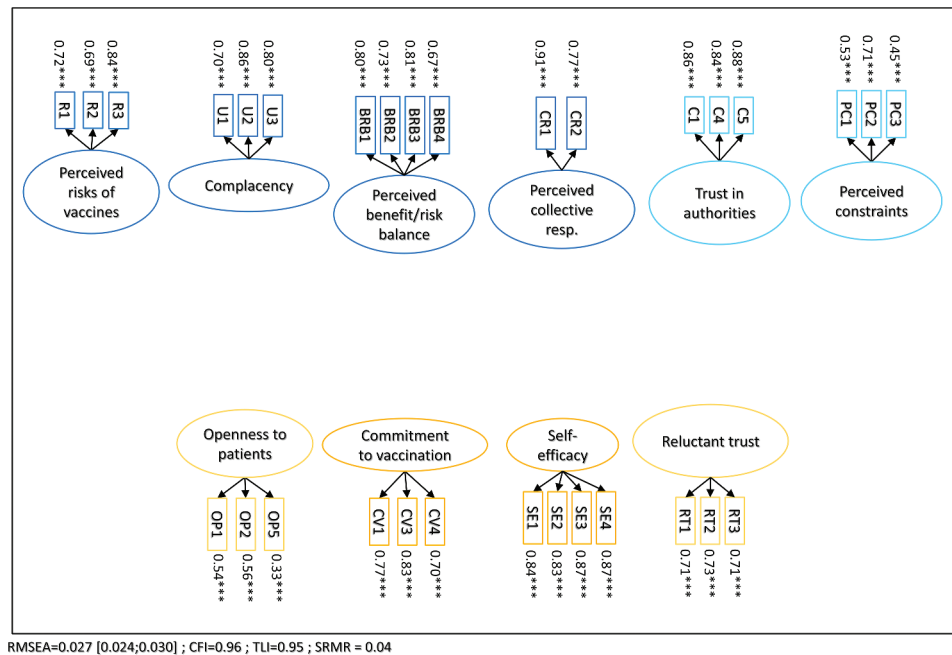 0.72***
0.69***
0.84***
0.70***
0.86***
0.80***
0.80***
0.73***
0.81***
0.67***
0.91***
0.77***
0.86***
0.84***
0.88***
0.53***
0.71***
0.45***
R1
R2
R3
U1
U2
U3
BRB1
BRB2
BRB3
BRB4
CR1
CR2
C1
C4
C5
PC1
PC2
PC3
Perceived
risks of
vaccines
Complacency
Perceived
benefit/risk
balance
Perceived
collective
resp.
Trust in
authorities
Perceived
constraints
Openness to
patients
Commitment
to vaccination
Self-
efficacy
Reluctant trust
OP1
OP2
OP5
CV1
CV3
CV4
SE1
SE2
SE3
SE4
RT1
RT2
RT3
0.54***
0.56***
0.33***
0.77***
0.83***
0.70***
0.84***
0.83***
0.87***
0.87***
0.71***
0.73***
0.71***
RMSEA=0.027 [0.024;0.030] ; CFI=0.96 ; TLI=0.95 ; SRMR = 0.04